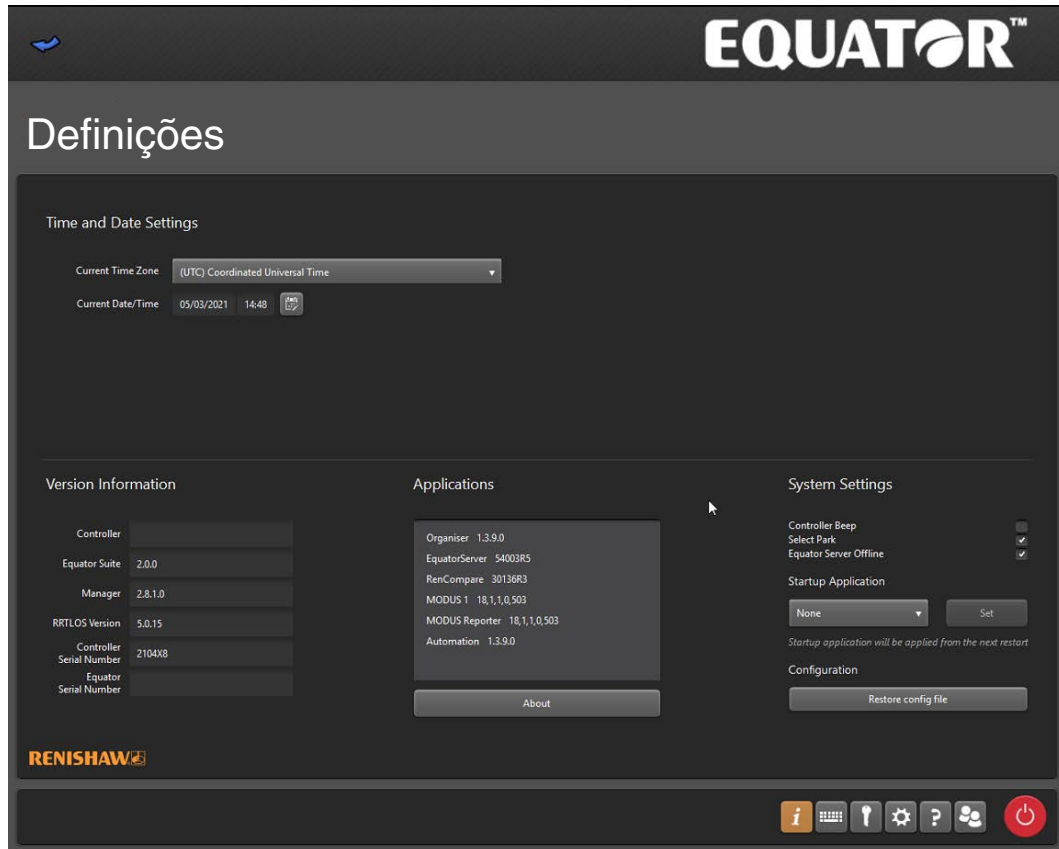 EQUATOR™
Definições
Time and Date Settings
Current Time Zone (UTC) Coordinated Universal Time
Current Date/Time 05/03/2021 14:48
Version Information
Controller
Equator Suite 2.0.0
Manager 2.8.1.0
RRTLOS Version 5.0.15
Controller
Serial Number 2104X8
Equator
Serial Number
Applications
Organiser 1.3.9.0
EquatorServer 54003R5
RenCompare 30136R3
MODUS 1 18,1,1,0,503
MODUS Reporter 18,1,1,0,503
Automation 1.3.9.0
About
System Settings
Controller Beep
Select Park
Equator Server Offline
Startup Application
None Set
Startup application will be applied from the next restart
Configuration
Restore config file
RENISHAW
i ?